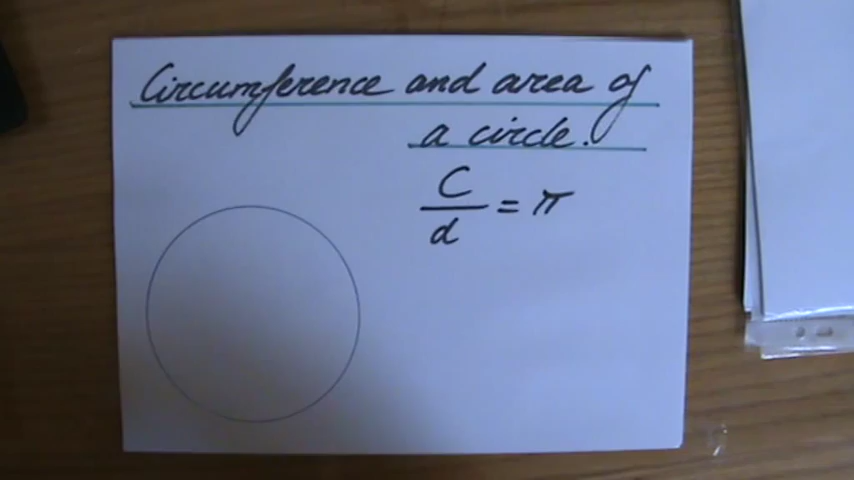 Circumference and area of
a circle.
C
d
= π